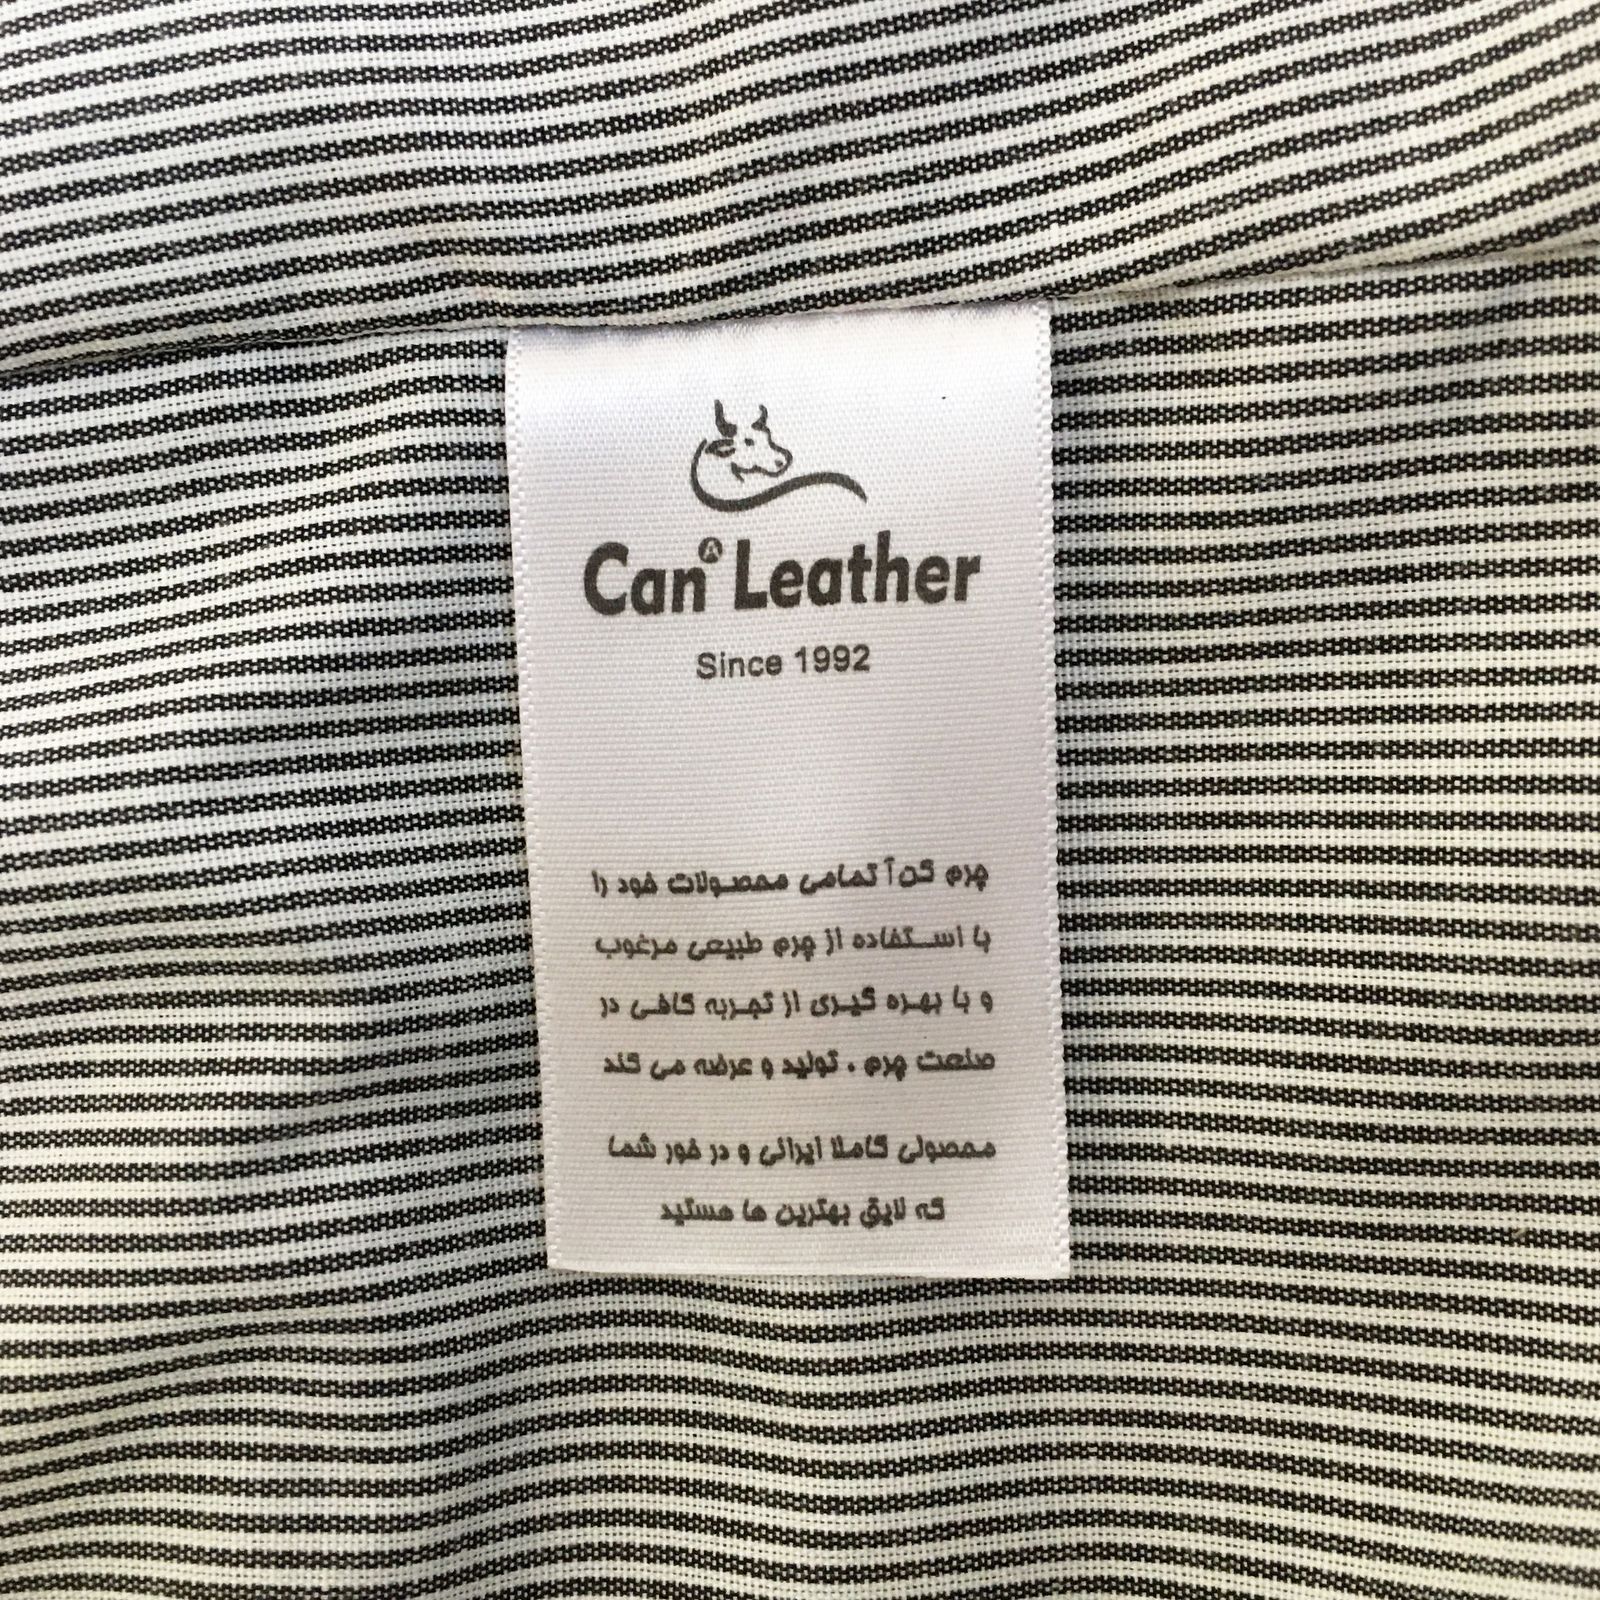 Can A Leather
Since 1992
چرم کن آ تمامی محصولات خود را
با استفاده از چرم طبیعی مرغوب
و با بهره گیری از تجربه کافی در
صنعت چرم ، تولید و عرضه می کند
محصولی کاملا ایرانی و در خور شما
که لایق بهترین ها هستید